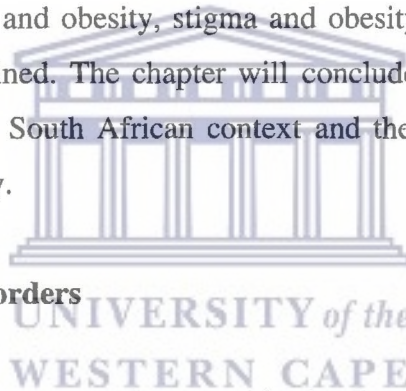 and obesity, stigma and obesity
ined. The chapter will conclude
South African context and the
y.
orders
UNIVERSITY of the
WESTERN CAPE